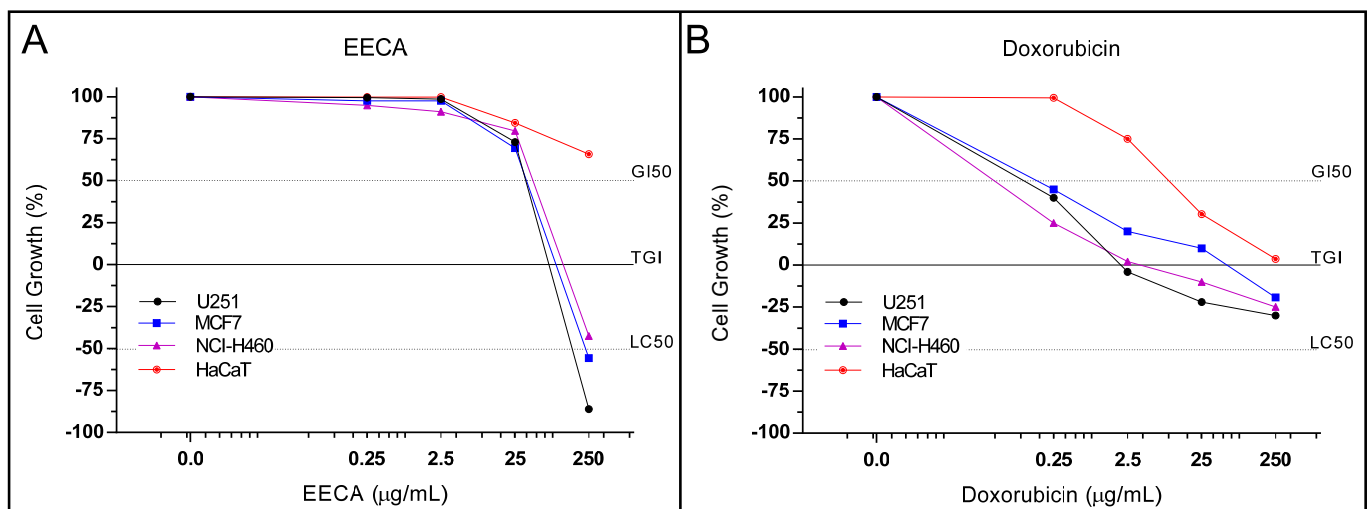 A
EECA
Cell Growth (%)
100
75
50
25
0
-25
-50
-75
-100
GI50
TGI
LC50
U251
MCF7
NCI-H460
HaCaT
0.0 0.25 2.5 25 250
EECA (μg/mL)
B
Doxorubicin
Cell Growth (%)
100
75
50
25
0
-25
-50
-75
-100
GI50
TGI
LC50
U251
MCF7
NCI-H460
HaCaT
0.0 0.25 2.5 25 250
Doxorubicin (μg/mL)